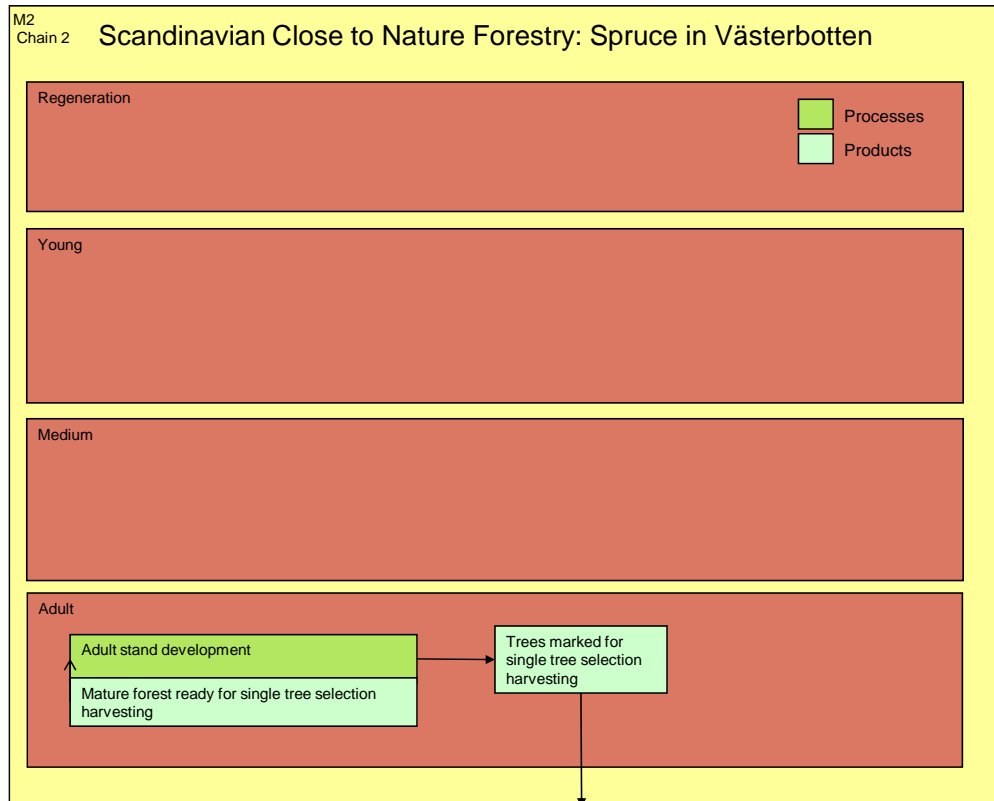 M2
Chain 2
Scandinavian Close to Nature Forestry: Spruce in Västerbotten
Regeneration
Processes
Products
Young
Medium
Adult
Adult stand development
Mature forest ready for single tree selection
harvesting
Trees marked for
single tree selection
harvesting